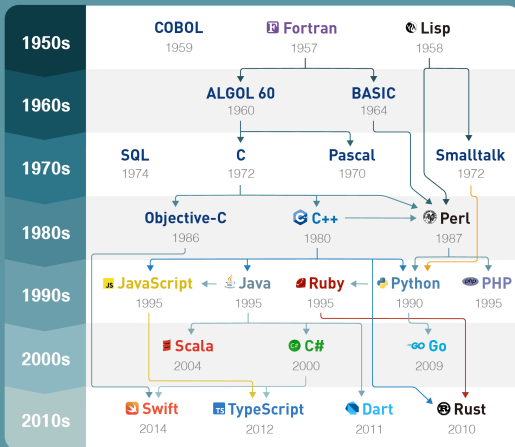 1950s
COBOL
1959
Fortran
1957
Lisp
1958
1960s
ALGOL 60
1960
BASIC
1964
1970s
SQL
1974
C
1972
Pascal
1970
Smalltalk
1972
1980s
Objective-C
1986
C++
1980
Perl
1987
1990s
JS JavaScript
1995
Java
1995
Ruby
1995
Python
1990
php PHP
1995
2000s
Scala
2004
C# C#
2000
GO Go
2009
2010s
Swift
2014
TS TypeScript
2012
Dart
2011
R Rust
2010